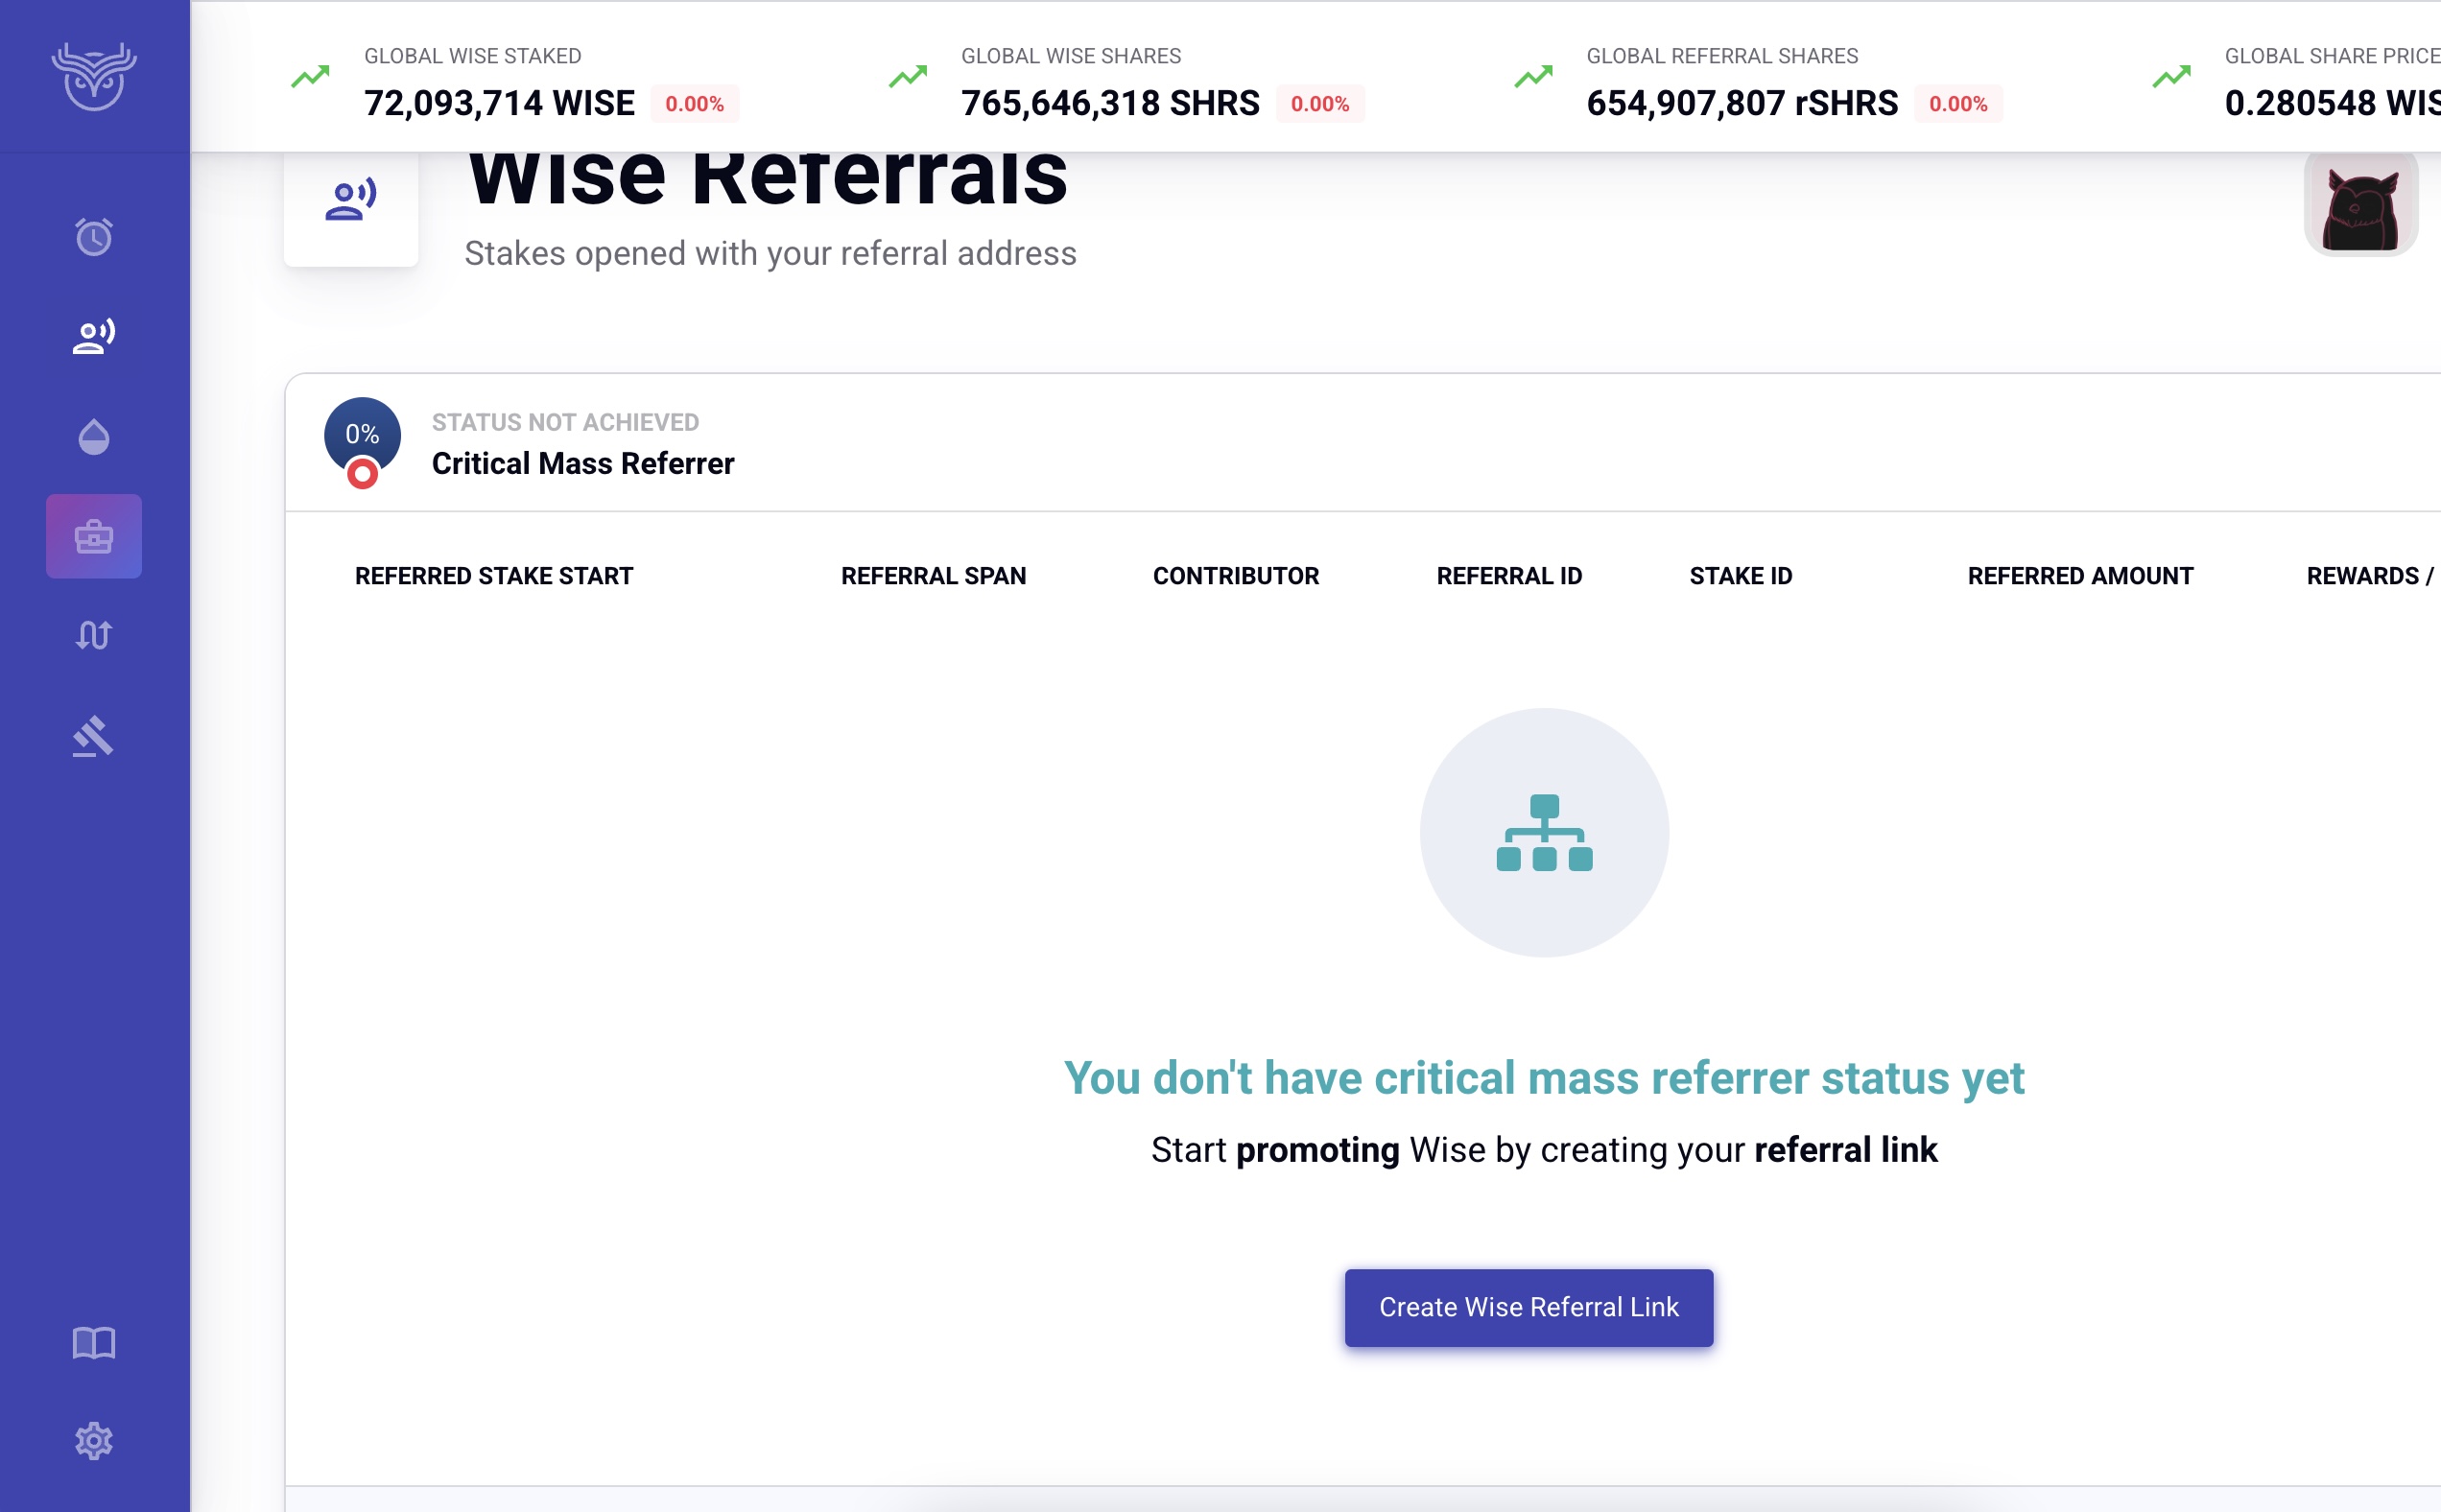 GLOBAL WISE STAKED
72,093,714 WISE 0.00%
GLOBAL WISE SHARES
765,646,318 SHRS 0.00%
GLOBAL REFERRAL SHARES
654,907,807 rSHRS 0.00%
GLOBAL SHARE PRICE
0.280548
Wise Referrals
Stakes opened with your referral address
0%
STATUS NOT ACHIEVED
Critical Mass Referrer
REFERRED STAKE START REFERRAL SPAN CONTRIBUTOR REFERRAL ID STAKE ID REFERRED AMOUNT REWARDS /
You don't have critical mass referrer status yet
Start promoting Wise by creating your referral link
Create Wise Referral Link